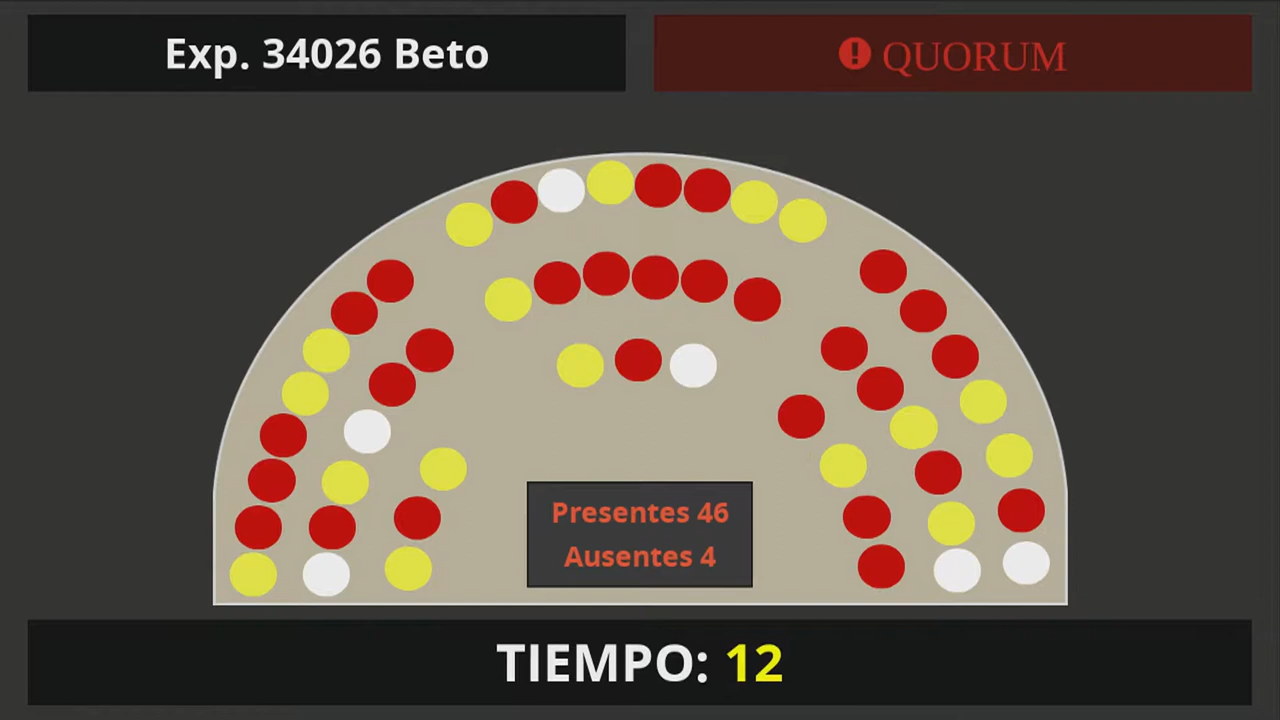 Exp. 34026 Beto
QUORUM
Presentes 46
Ausentes 4
TIEMPO: 12